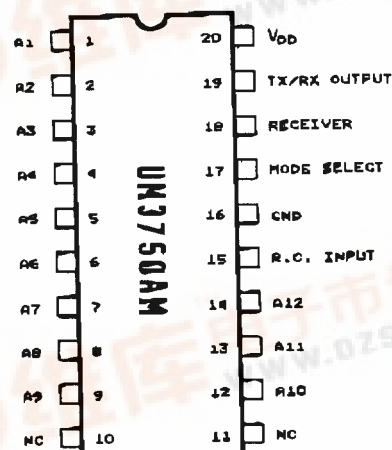 A1 1 20 VDD
A2 2 19 TX/RX OUTPUT
A3 3 18 RECEIVER
A4 4 17 MODE SELECT
A5 5 16 GND
A6 6 15 R.C. INPUT
A7 7 14 A12
A8 8 13 A11
A9 9 12 A10
NC 10 11 NC
UM3750AM
WWW.DZS